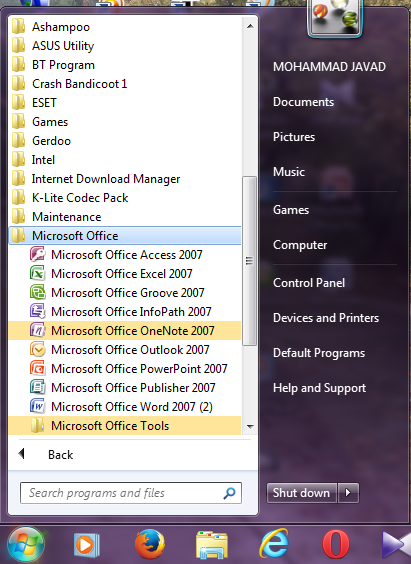 Ashampoo
ASUS Utility
BT Program
Crash Bandicoot 1
ESET
Games
Gerdoo
Intel
Internet Download Manager
K-Lite Codec Pack
Maintenance
Microsoft Office
Microsoft Office Access 2007
Microsoft Office Excel 2007
Microsoft Office Groove 2007
Microsoft Office InfoPath 2007
Microsoft Office OneNote 2007
Microsoft Office Outlook 2007
Microsoft Office PowerPoint 2007
Microsoft Office Publisher 2007
Microsoft Office Word 2007 (2)
Microsoft Office Tools
Back
Search programs and files
MOHAMMAD JAVAD
Documents
Pictures
Music
Games
Computer
Control Panel
Devices and Printers
Default Programs
Help and Support
Shut down